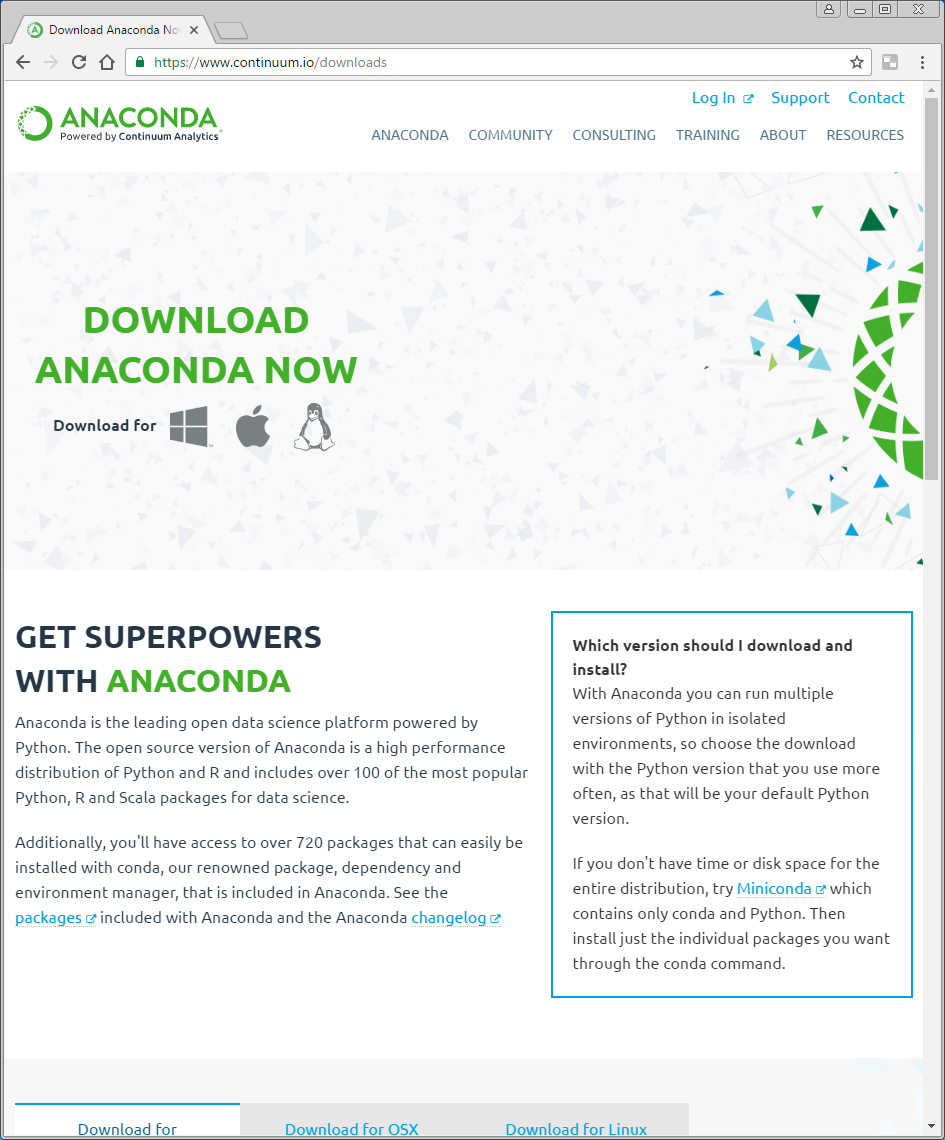 Download Anaconda No
https://www.continuum.io/downloads
Log In Support Contact
ANACONDA
Powered by Continuum Analytics®
ANACONDA COMMUNITY CONSULTING TRAINING ABOUT RESOURCES
DOWNLOAD
ANACONDA NOW
Download for
GET SUPERPOWERS
WITH ANACONDA
Anaconda is the leading open data science platform powered by
Python. The open source version of Anaconda is a high performance
distribution of Python and R and includes over 100 of the most popular
Python, R and Scala packages for data science.
Additionally, you'll have access to over 720 packages that can easily be
installed with conda, our renowned package, dependency and
environment manager, that is included in Anaconda. See the
packages included with Anaconda and the Anaconda changelog
Which version should I download and
install?
With Anaconda you can run multiple
versions of Python in isolated
environments, so choose the download
with the Python version that you use more
often, as that will be your default Python
version.
If you don't have time or disk space for the
entire distribution, try Miniconda which
contains only conda and Python. Then
install just the individual packages you want
through the conda command.
Download for
Download for OSX
Download for Linux